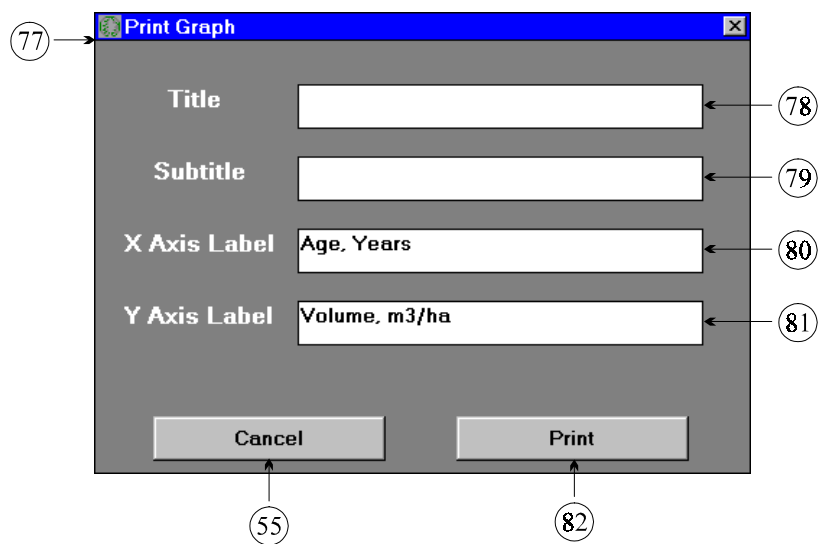 Print Graph
77
Title
78
Subtitle
79
X Axis Label Age, Years
80
Y Axis Label Volume, m3/ha
81
Cancel Print
55 82